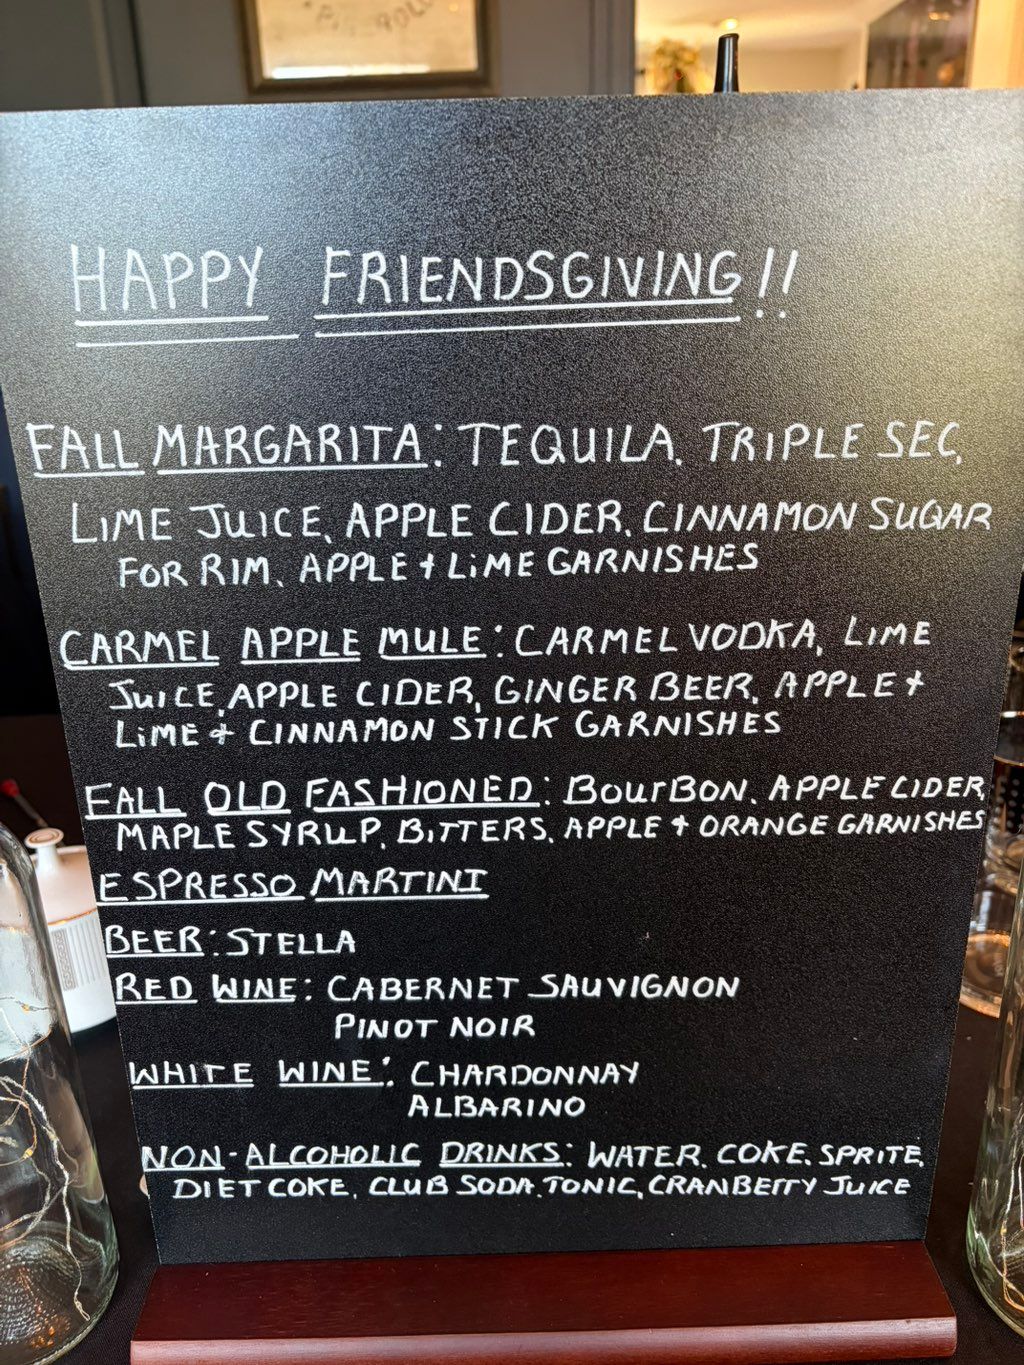 HAPPY FRIENDSGIVING!!
FALL MARGARITA: TEQUILA, TRIPLE SEC,
LIME JUICE, APPLE CIDER, CINNAMON SUGAR
FOR RIM, APPLE + LIME GARNISHES
CARMEL APPLE MULE: CARMEL VODKA, LIME
JUICE, APPLE CIDER, GINGER BEER, APPLE +
LIME + CINNAMON STICK GARNISHES
FALL OLD FASHIONED: BOURBON, APPLE CIDER,
MAPLE SYRUP, BITTERS, APPLE + ORANGE GARNISHES
ESPRESSO MARTINI
BEER: STELLA
RED WINE: CABERNET SAUVIGNON
PINOT NOIR
WHITE WINE: CHARDONNAY
ALBARINO
NON-ALCOHOLIC DRINKS: WATER, COKE, SPRITE,
DIET COKE, CLUB SODA, TONIC, CRANBERRY JUICE